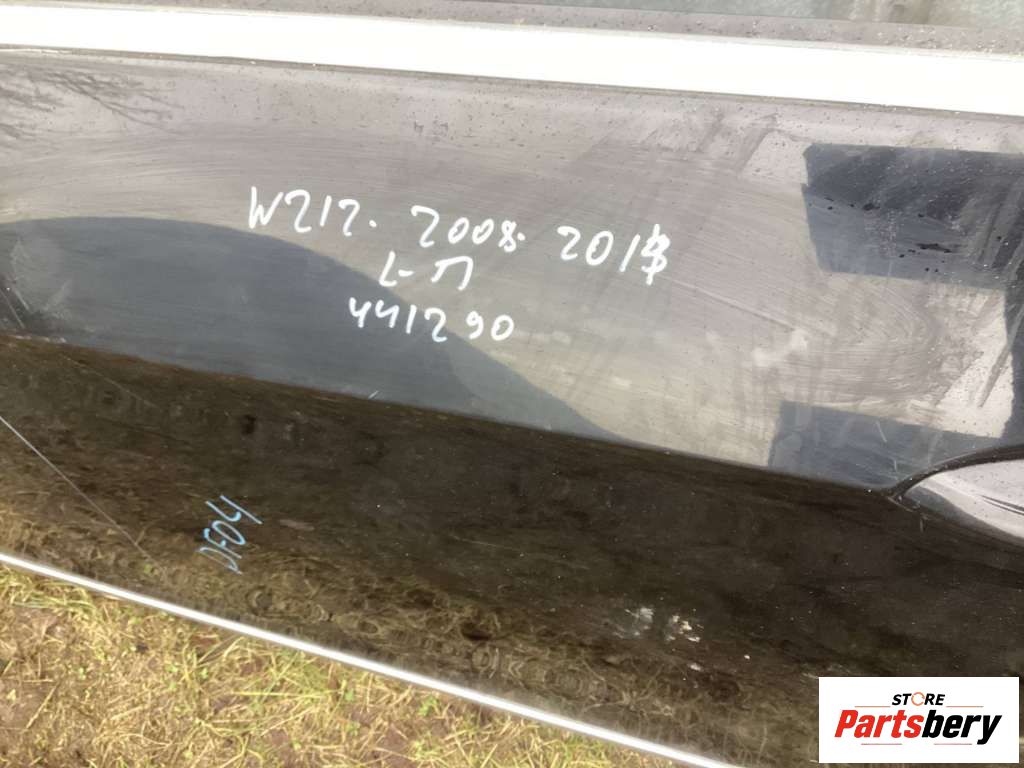 W212. 2008. 201
L-П
441290
DF04
STORE
Partsbery